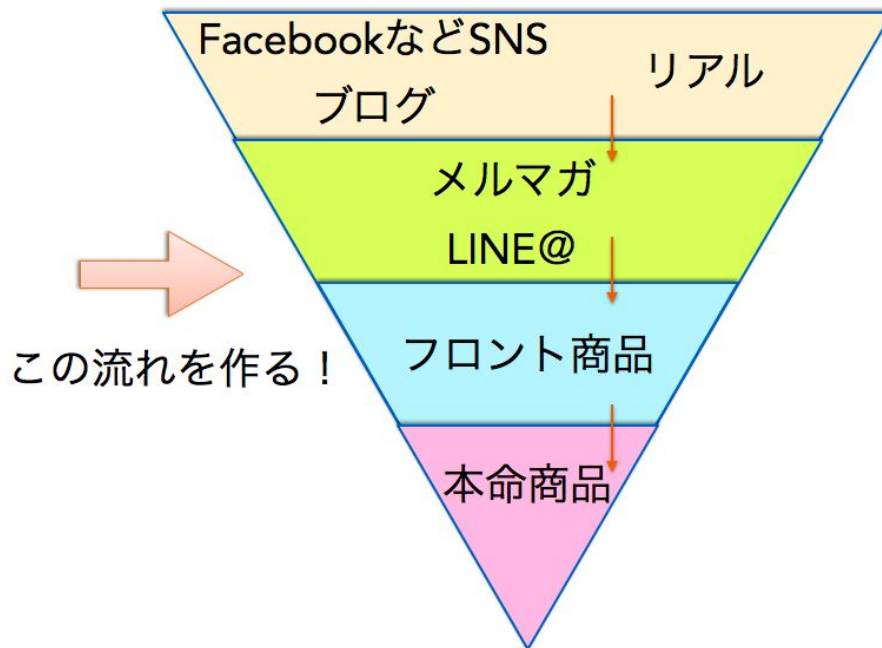 FacebookなどSNS
リアル
ブログ
メルマガ
LINE@
フロント商品
この流れを作る！
本命商品